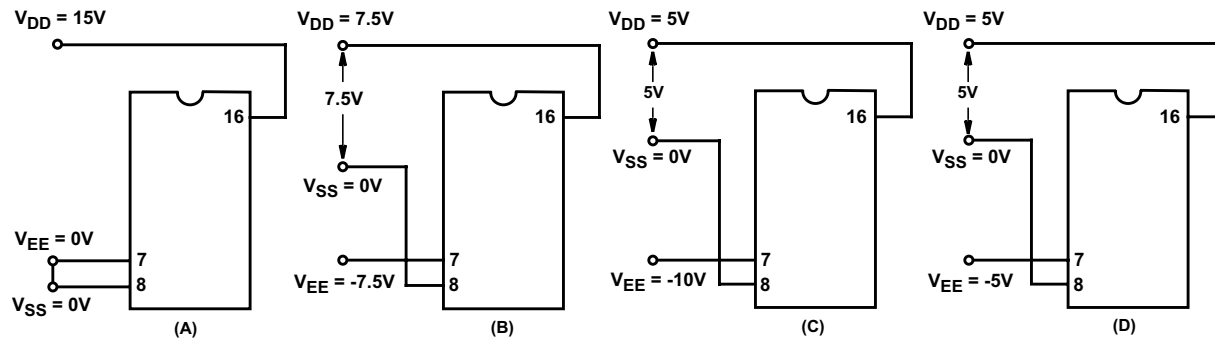 VDD = 15V
16
VEE = 0V
7
8
VSS = 0V
(A)
VDD = 7.5V
7.5V
16
VSS = 0V
7
VEE = -7.5V
8
(B)
VDD = 5V
5V
16
VSS = 0V
7
VEE = -10V
8
(C)
VDD = 5V
5V
16
VSS = 0V
7
VEE = -5V
8
(D)